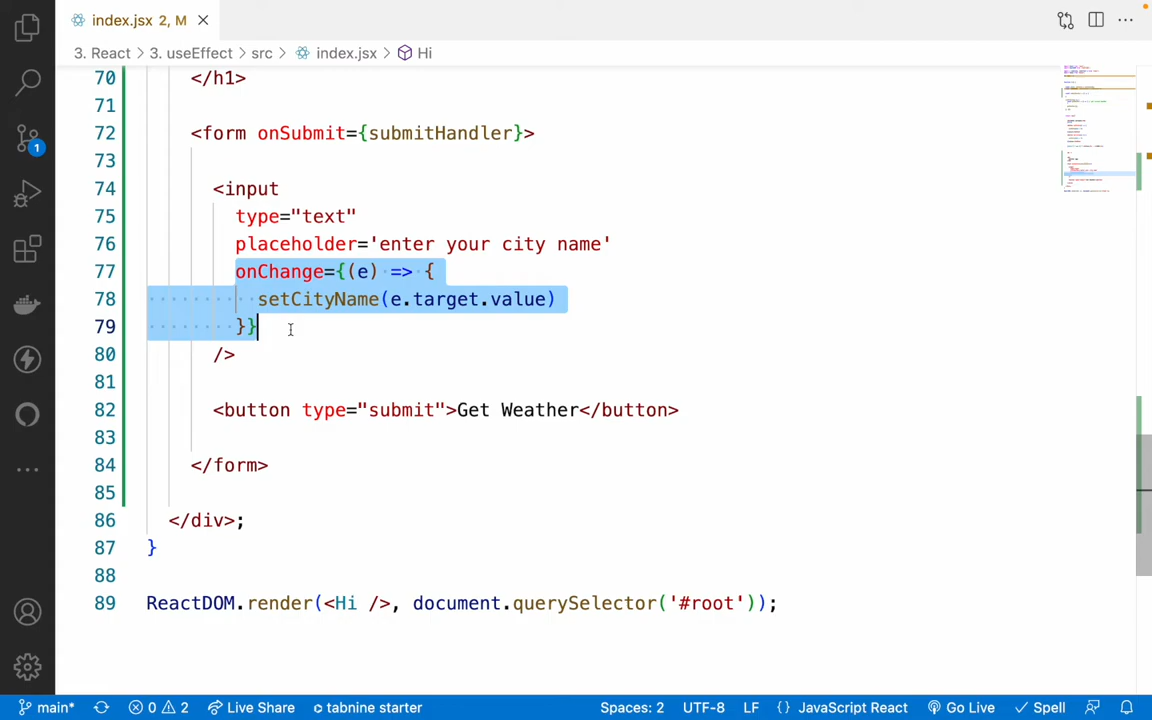 index.jsx 2, M
3. React > 3. useEffect > src > index.jsx > Hi
70 </h1>
71
72 <form onSubmit={submitHandler}>
73
74 <input
75 type="text"
76 placeholder='enter your city name'
77 onChange={(e) => {
78 setCityName(e.target.value)
79 }}
80 />
81
82 <button type="submit">Get Weather</button>
83
84 </form>
85
86 </div>;
87 }
88
89 ReactDOM.render(<Hi />, document.querySelector('#root'));
1
main* 0 2 Live Share tabnine starter Spaces: 2 UTF-8 LF {} JavaScript React Go Live Spell